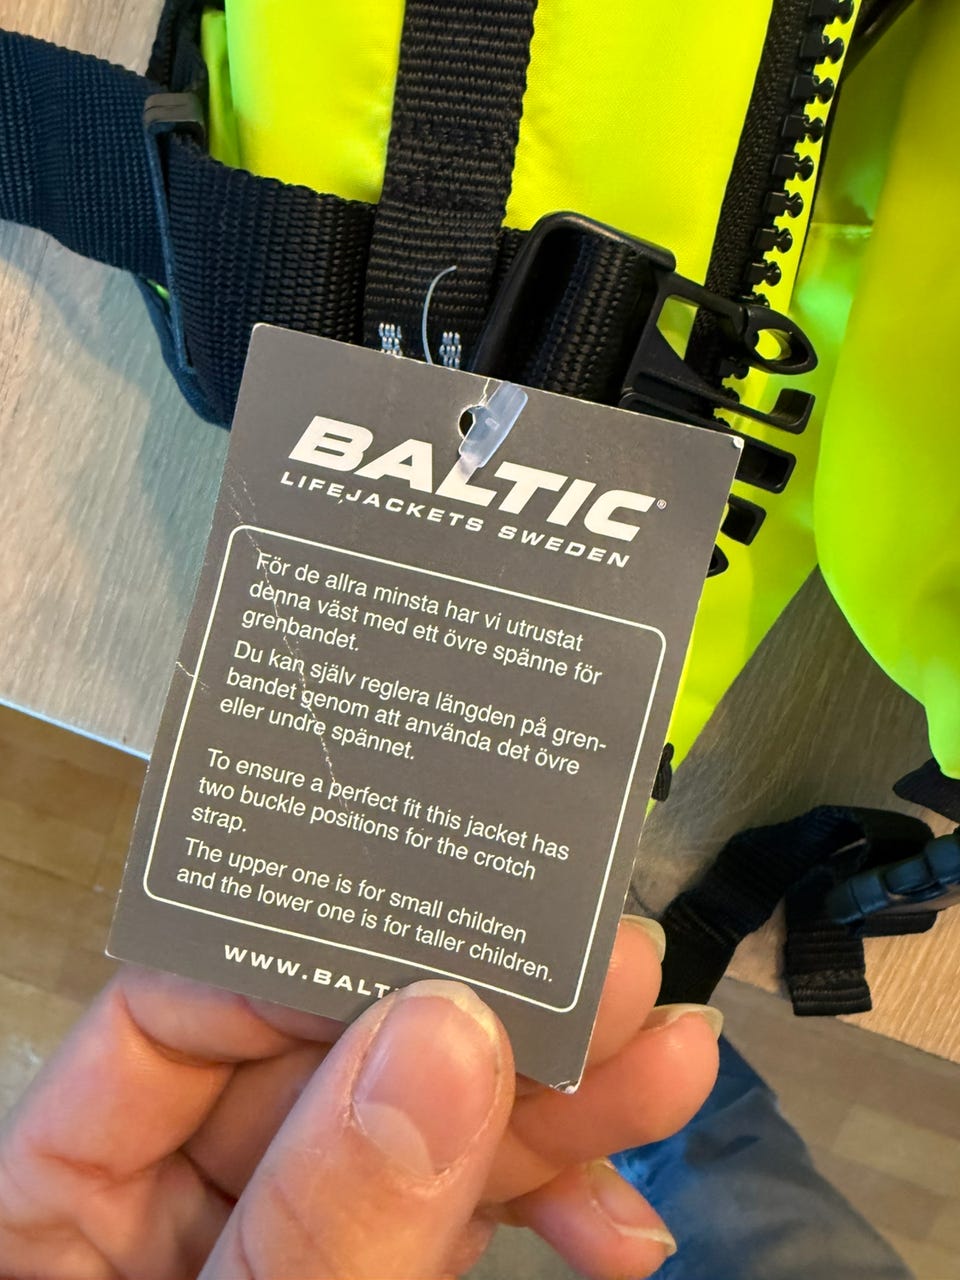 BALTIC®
LIFEJACKETS SWEDEN
För de allra minsta har vi utrustat
denna väst med ett övre spänne för
grenbandet.
Du kan själv reglera längden på gren-
bandet genom att använda det övre
eller undre spännet.
To ensure a perfect fit this jacket has
two buckle positions for the crotch
strap.
The upper one is for small children
and the lower one is for taller children.
WWW.BALT